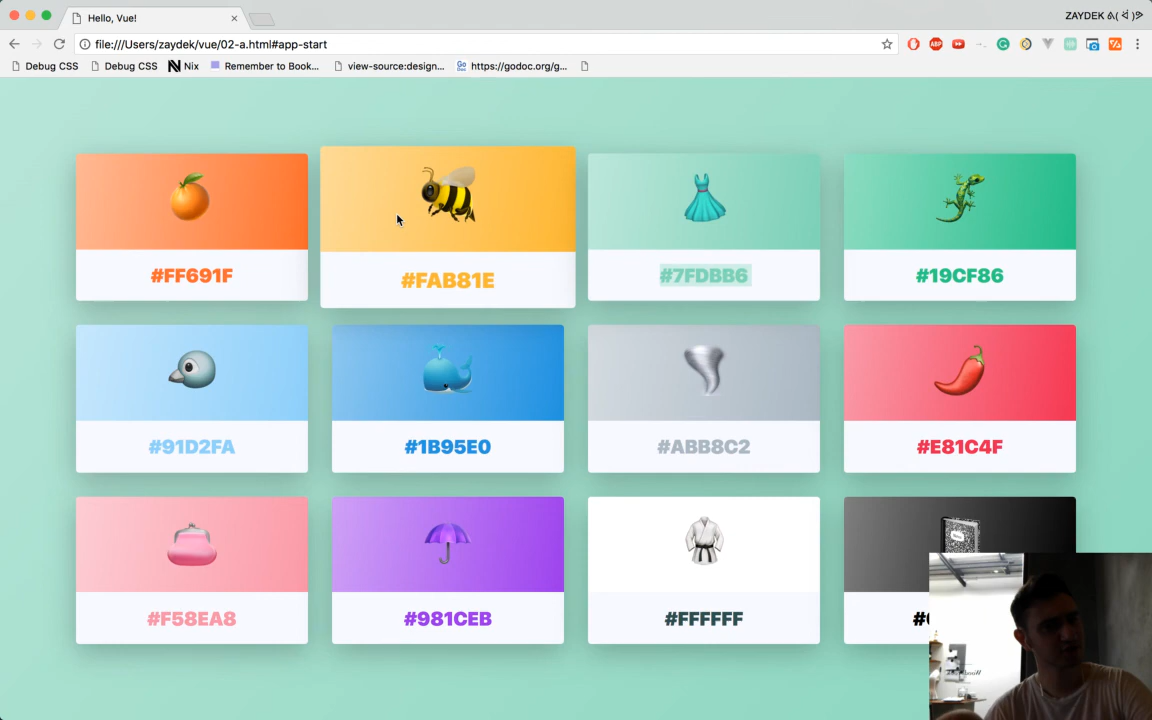 Hello, Vue!
ZAYDEK
file:///Users/zaydek/vue/02-a.html#app-start
Debug CSS
Debug CSS
Nix
Remember to Book...
view-source:design...
https://godoc.org/g...
#FF691F
#FAB81E
#7FDBB6
#19CF86
#91D2FA
#1B95E0
#ABB8C2
#E81C4F
#F58EA8
#981CEB
#FFFFFF